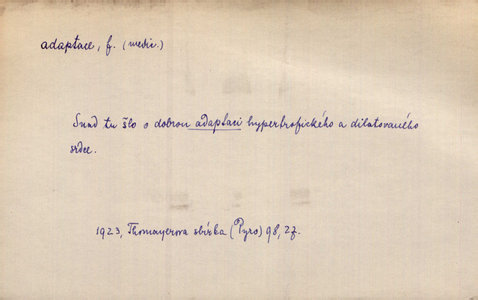 adaptace, f. (medic.)
Snad tu šlo o dobrou adaptaci hypertrofického a dilatovaného
srdce.
1923, Thomayerova sbírka (Pyro) 98, 27.